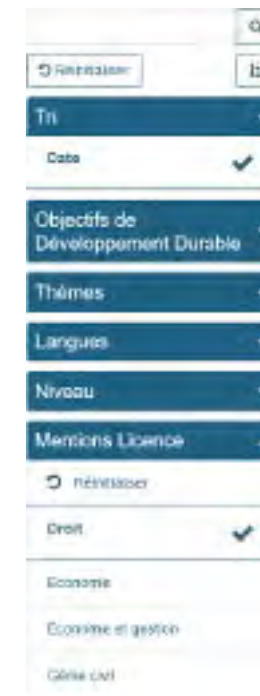 Réinitialiser
Tri
Date
Objectifs de
Développement Durable
Thèmes
Langues
Niveau
Mentions Licence
Réinitialiser
Droit
Economie
Economie et gestion
Génie civil